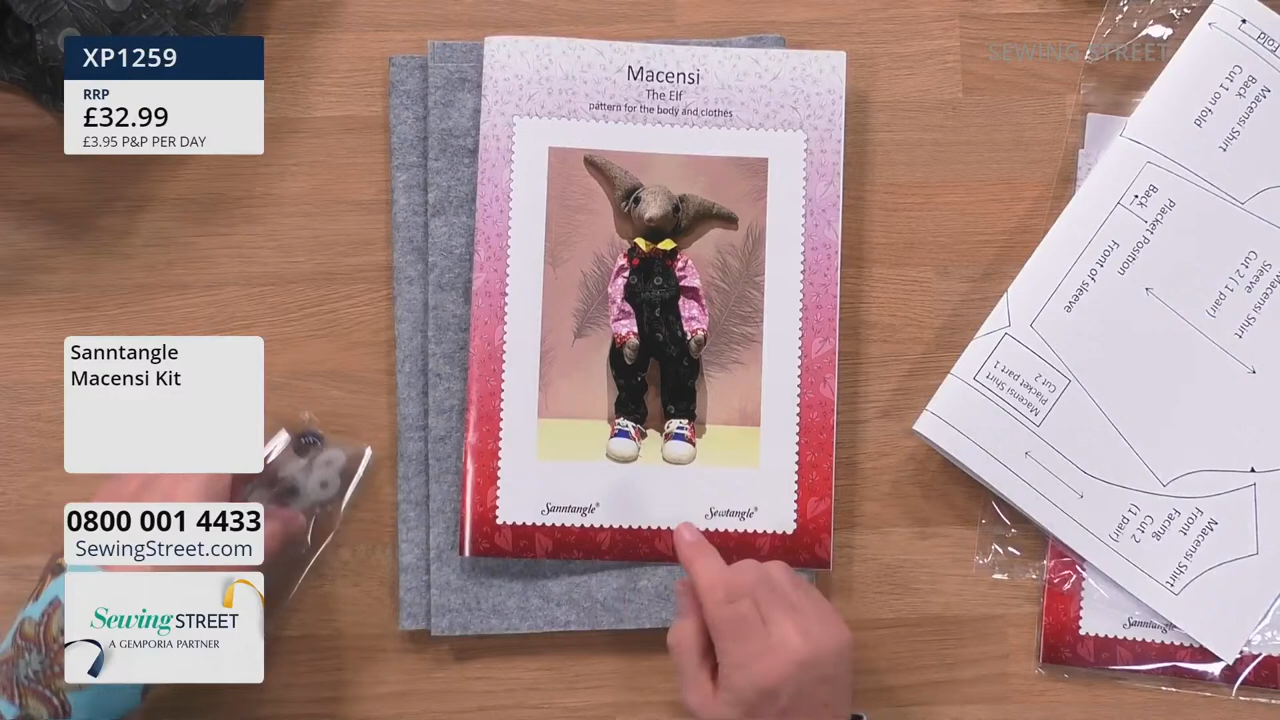 XP1259
RRP
£32.99
£3.95 P&P PER DAY
Sanntangle
Macensi Kit
0800 001 4433
SewingStreet.com
Sewing STREET
A GEMPORIA PARTNER
SEWING STREET
Macensi
The Elf
pattern for the body and clothes
Sanntangle®
Sewtangle®
fold
Macensi Shirt
Back
Cut 1 on fold
Back
Placket Position
Front of sleeve
Macensi Shirt
Sleeve
Cut 2 ( 1 pair)
Macensi Shirt
Placket part 1
Cut 2
Macensi Shirt
Front
Facing
Cut 2
(1 pair)
Sanntangle